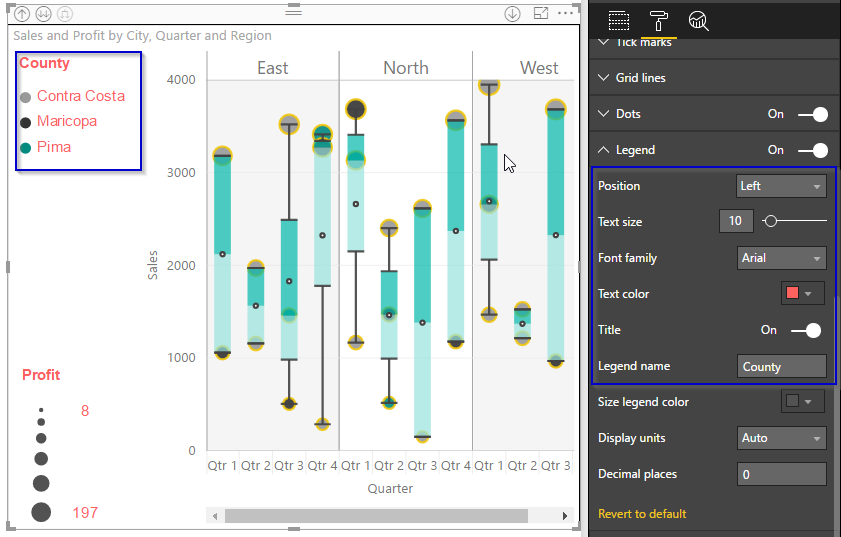 Sales and Profit by City, Quarter and Region
County
Contra Costa
Maricopa
Pima
Profit
8
197
East North West
4000
3000
2000
1000
0
Sales
Qtr 1 Qtr 2 Qtr 3 Qtr 4 Qtr 1 Qtr 2 Qtr 3 Qtr 4 Qtr 1 Qtr 2 Qtr 3
Quarter
Tick marks
Grid lines
Dots On
Legend On
Position Left
Text size 10
Font family Arial
Text color
Title On
Legend name County
Size legend color
Display units Auto
Decimal places 0
Revert to default